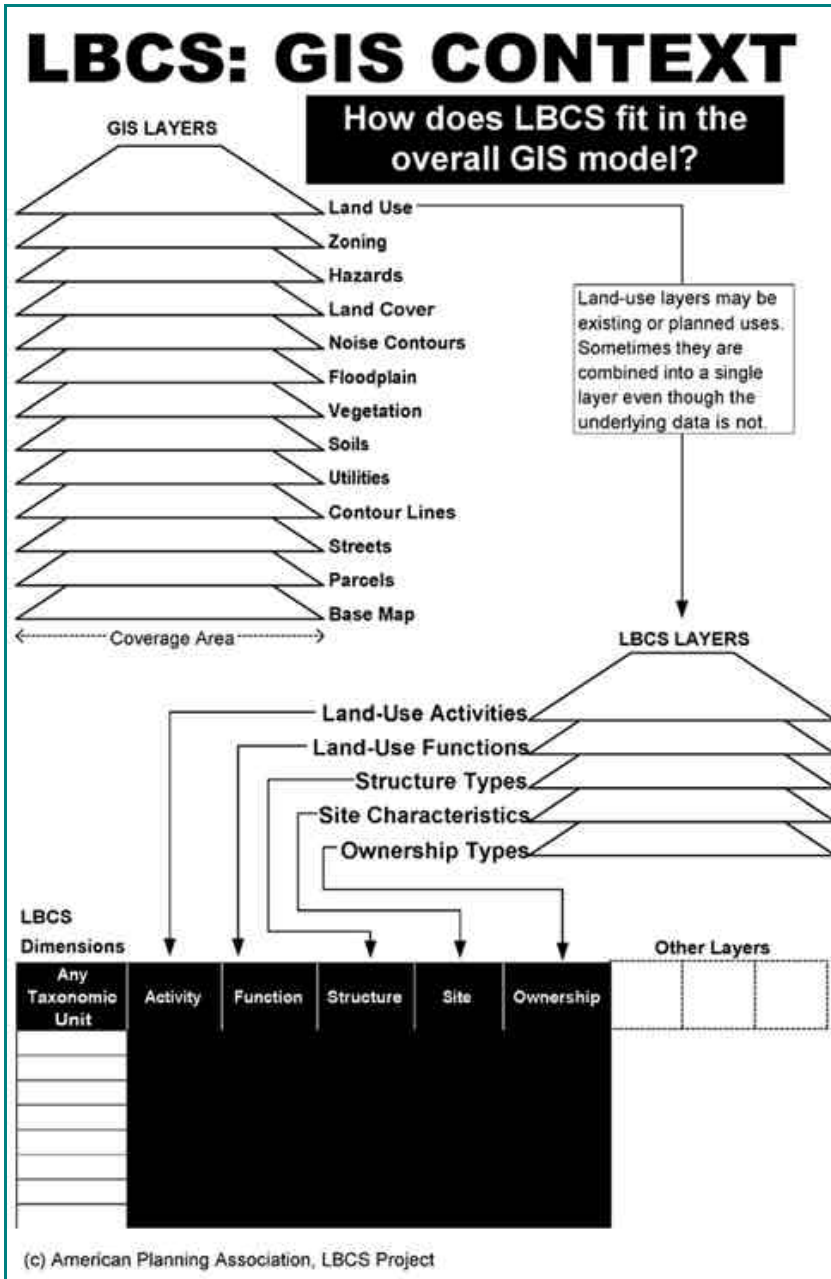 LBCS: GIS CONTEXT
How does LBCS fit in the
overall GIS model?
GIS LAYERS
Land Use
Zoning
Hazards
Land Cover
Noise Contours
Floodplain
Vegetation
Soils
Utilities
Contour Lines
Streets
Parcels
Base Map
Coverage Area
Land-use layers may be
existing or planned uses.
Sometimes they are
combined into a single
layer even though the
underlying data is not.
LBCS LAYERS
Land-Use Activities
Land-Use Functions
Structure Types
Site Characteristics
Ownership Types
LBCS
Dimensions
Other Layers
Any
Taxonomic
Unit
Activity
Function
Structure
Site
Ownership
(c) American Planning Association, LBCS Project